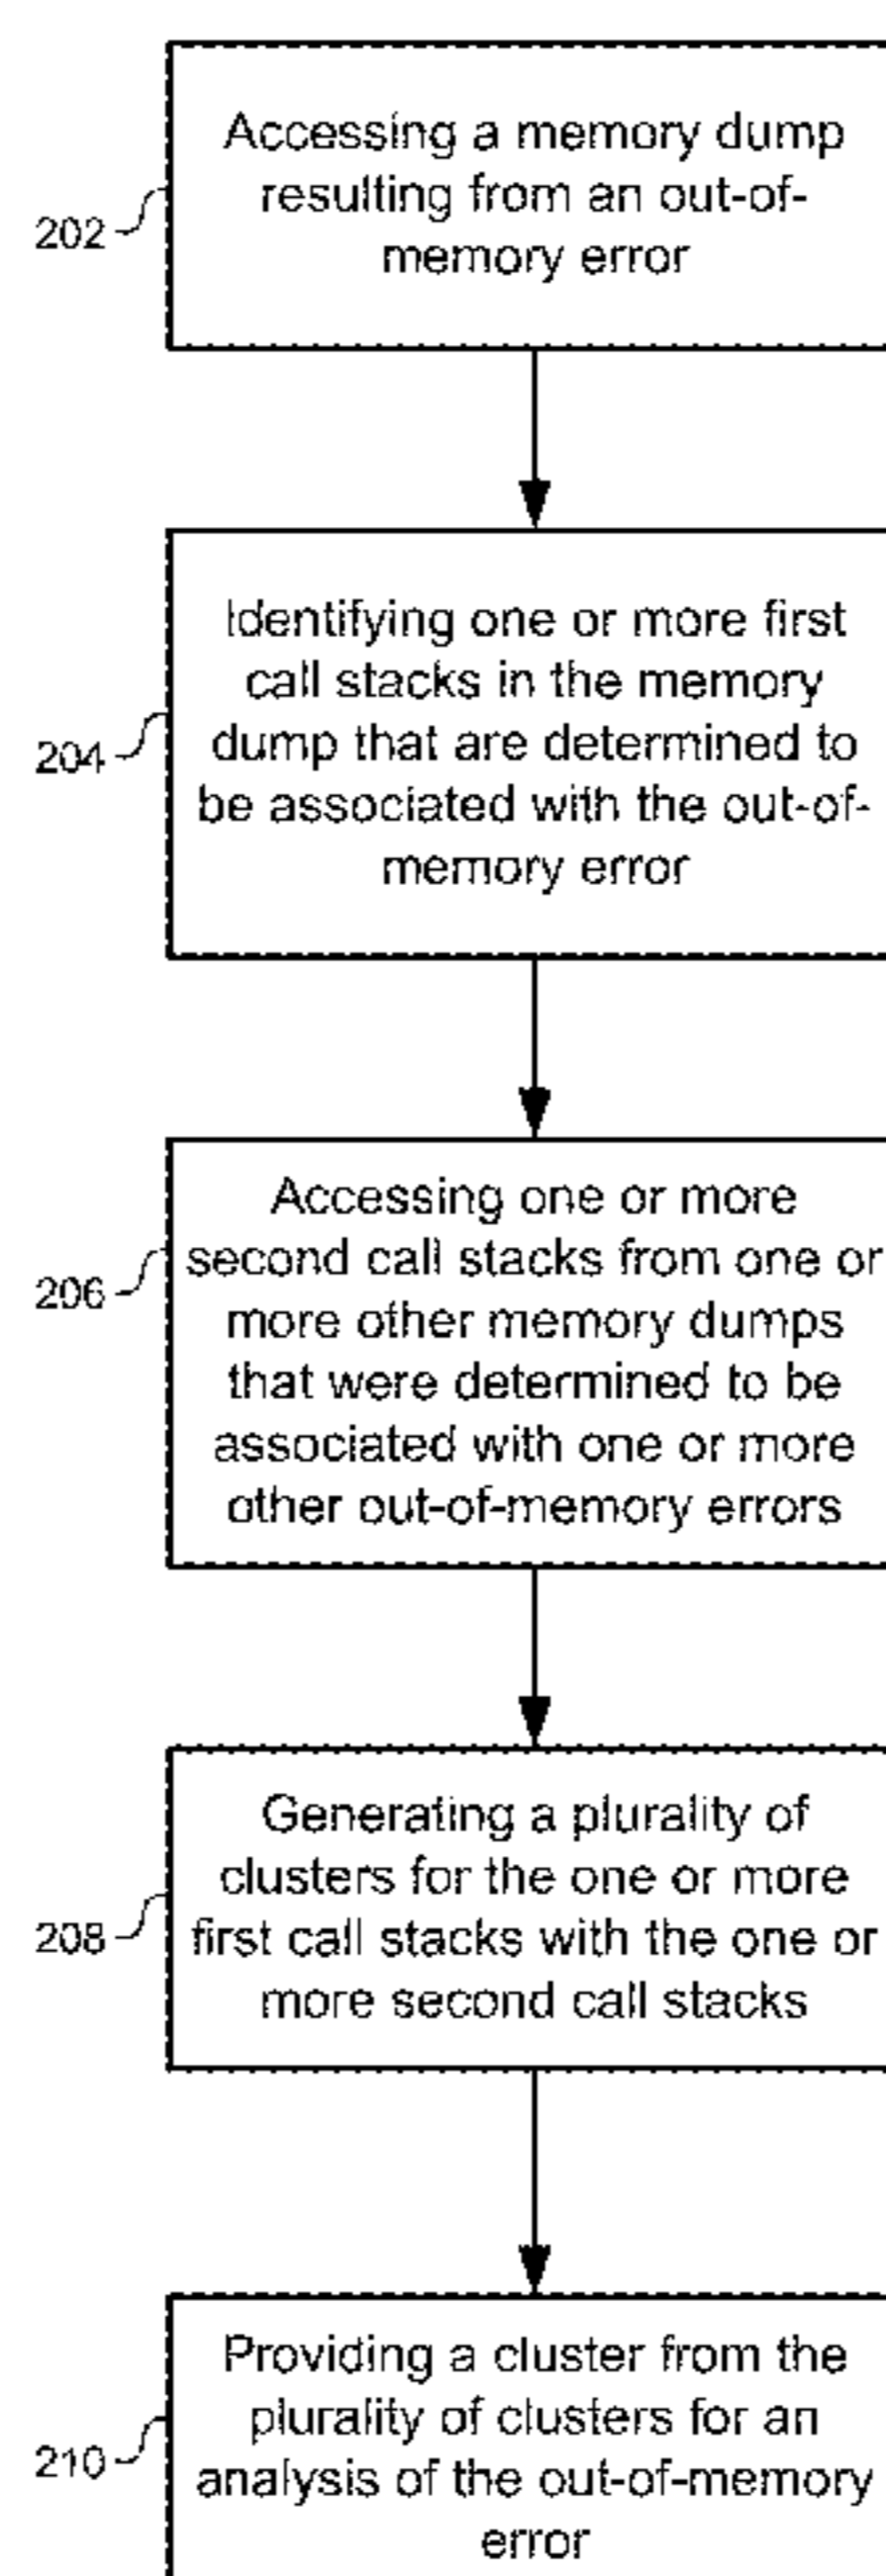 Accessing a memory dump
resulting from an out-of-
memory error
202
Identifying one or more first
call stacks in the memory
dump that are determined to
be associated with the out-of-
memory error
204
Accessing one or more
second call stacks from one or
more other memory dumps
that were determined to be
associated with one or more
other out-of-memory errors
206
Generating a plurality of
clusters for the one or more
first call stacks with the one or
more second call stacks
208
Providing a cluster from the
plurality of clusters for an
analysis of the out-of-memory
error
210